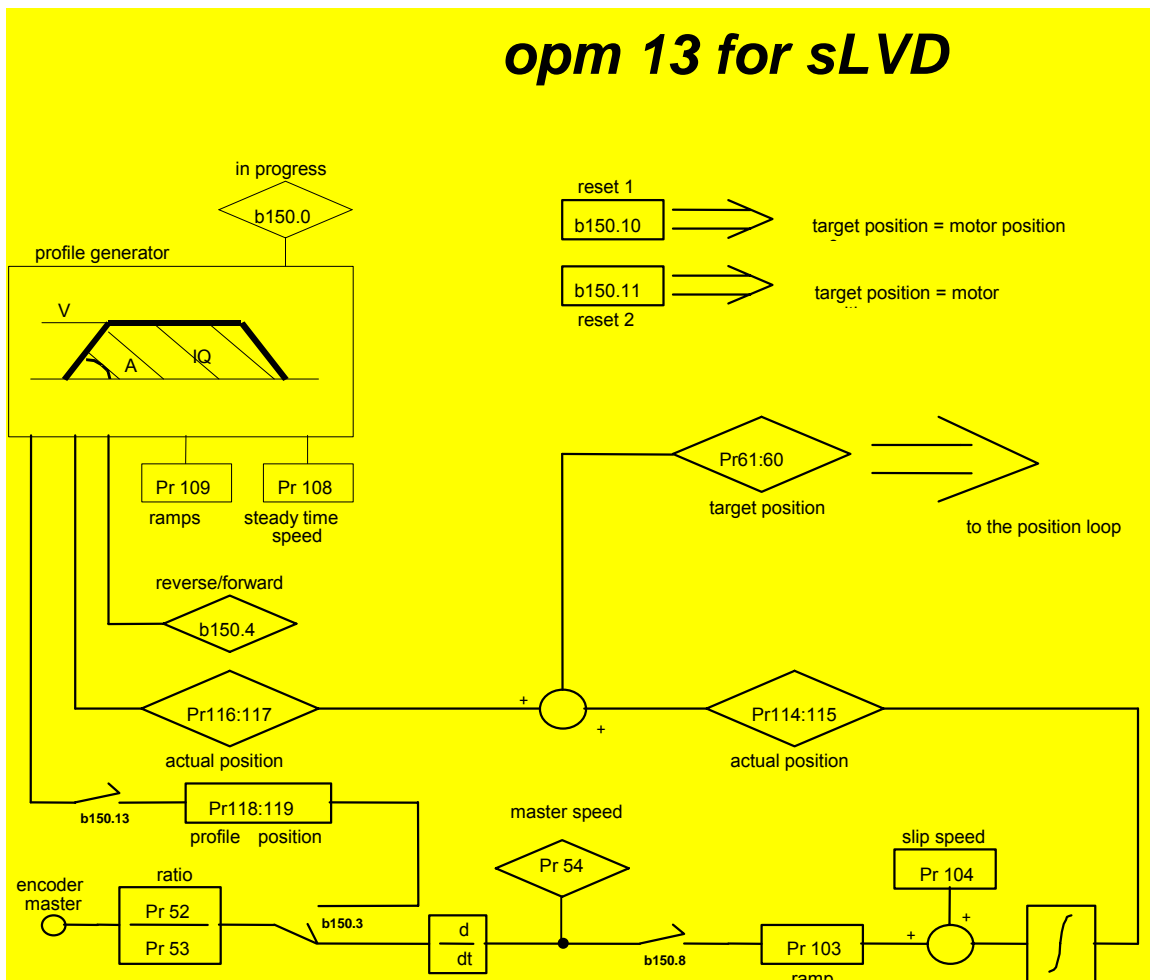 opm 13 for sLVD
in progress
b150.0
profile generator
V
A
IQ
Pr 109
ramps
Pr 108
steady time
speed
reset 1
b150.10
target position = motor position
b150.11
target position = motor
reset 2
Pr61:60
target position
to the position loop
reverse/forward
b150.4
Pr116:117
actual position
+
+
Pr114:115
actual position
b150.13
Pr118:119
profile position
master speed
Pr 54
slip speed
Pr 104
encoder
master
ratio
Pr 52
Pr 53
b150.3
d
dt
b150.8
Pr 103
ramp
+
+